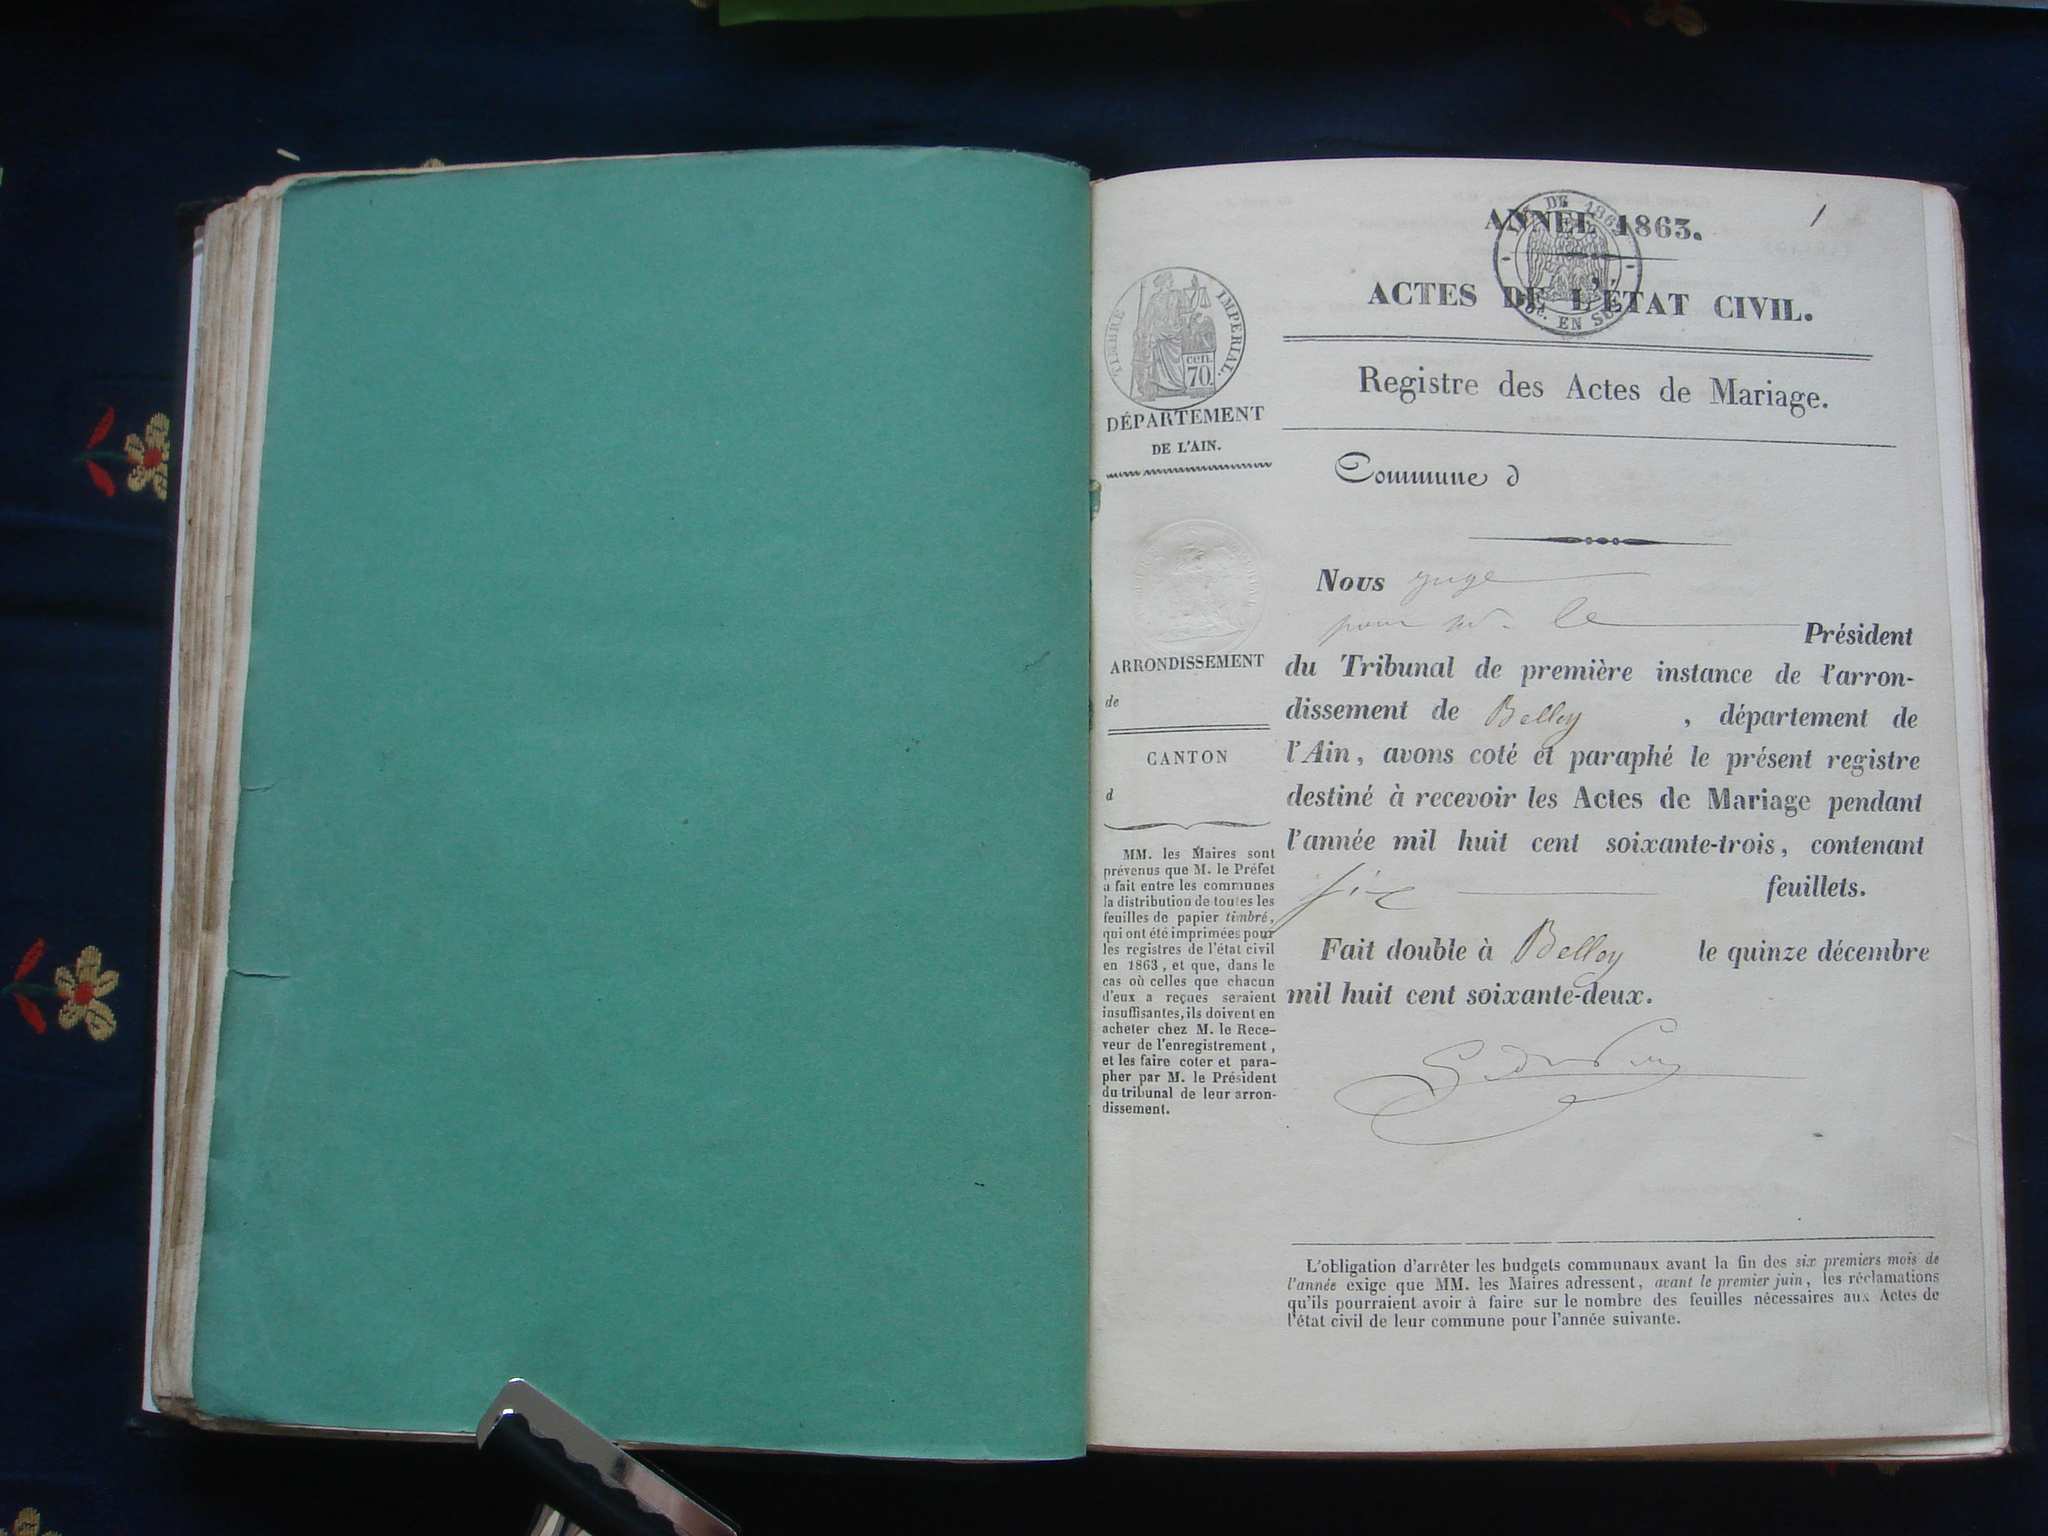 1
ANNÉE 1863.
ACTES DE L'ÉTAT CIVIL.
Registre des Actes de Mariage.
Commune d
TIMBRE IMPÉRIAL.
cen.
70.
DÉPARTEMENT
DE L'AIN.
ARRONDISSEMENT
de
CANTON
d
MM. les Maires sont
prévenus que M. le Préfet
a fait entre les communes
la distribution de toutes les
feuilles de papier timbré,
qui ont été imprimées pour
les registres de l'état civil
en 1863, et que, dans le
cas où celles que chacun
d'eux a reçues seraient
insuffisantes, ils doivent en
acheter chez M. le Rece-
veur de l'enregistrement,
et les faire coter et para-
pher par M. le Président
du tribunal de leur arron-
dissement.
Nous juge
pour M. le Président
du Tribunal de première instance de l'arron-
dissement de Belley, département de
l'Ain, avons coté et paraphé le présent registre
destiné à recevoir les Actes de Mariage pendant
l'année mil huit cent soixante-trois, contenant
six feuillets.
Fait double à Belley le quinze décembre
mil huit cent soixante-deux.
L'obligation d'arrêter les budgets communaux avant la fin des six premiers mois de
l'année exige que MM. les Maires adressent, avant le premier juin, les réclamations
qu'ils pourraient avoir à faire sur le nombre des feuilles nécessaires aux Actes de
l'état civil de leur commune pour l'année suivante.